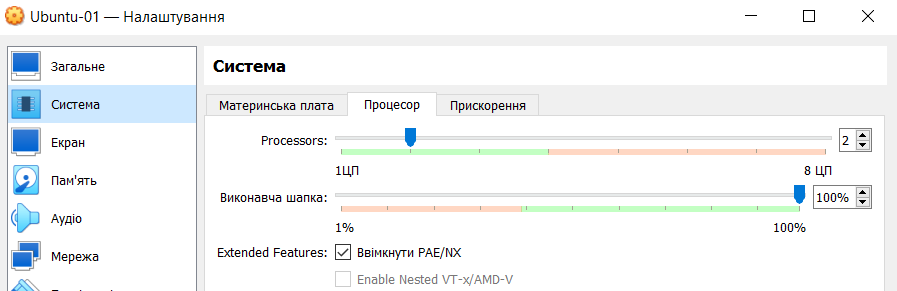 Ubuntu-01 — Налаштування
Загальне
Система
Екран
Пам'ять
Аудіо
Мережа
Система
Материнська плата
Процесор
Прискорення
Processors:
2
1ЦП
8 ЦП
Виконавча шапка:
100%
1%
100%
Extended Features:
Ввімкнути PAE/NX
Enable Nested VT-x/AMD-V